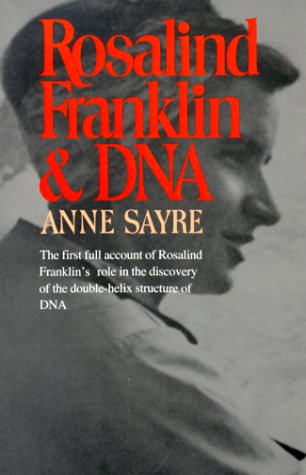 Rosalind
Franklin
& DNA
ANNE SAYRE
The first full account of Rosalind
Franklin's role in the discovery
of the double-helix structure of
DNA